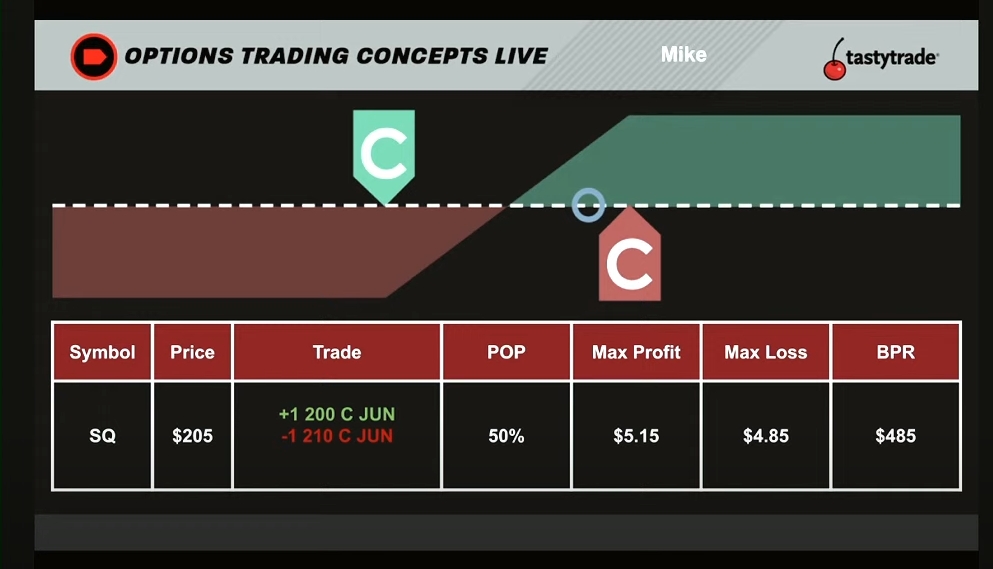 OPTIONS TRADING CONCEPTS LIVE
Mike
tastytrade
C
C
Symbol Price Trade POP Max Profit Max Loss BPR
+1 200 C JUN
SQ $205 -1 210 C JUN 50% $5.15 $4.85 $485